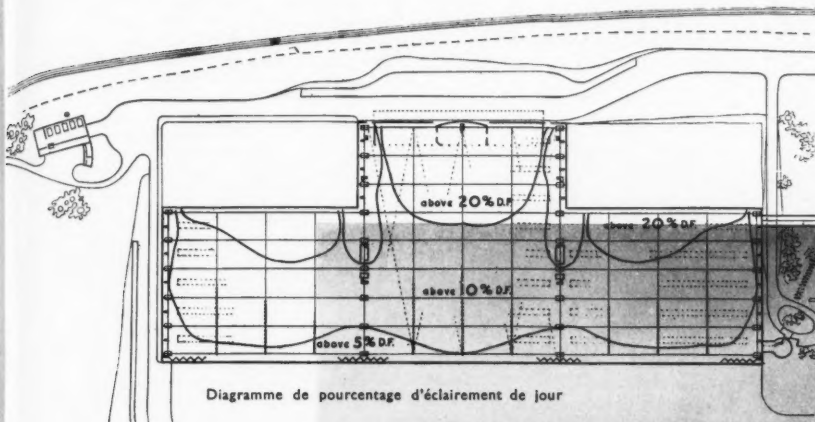 above 20% D.F.
above 20% D.F.
above 10% D.F.
above 5% D.F.
Diagramme de pourcentage d'éclairement de jour